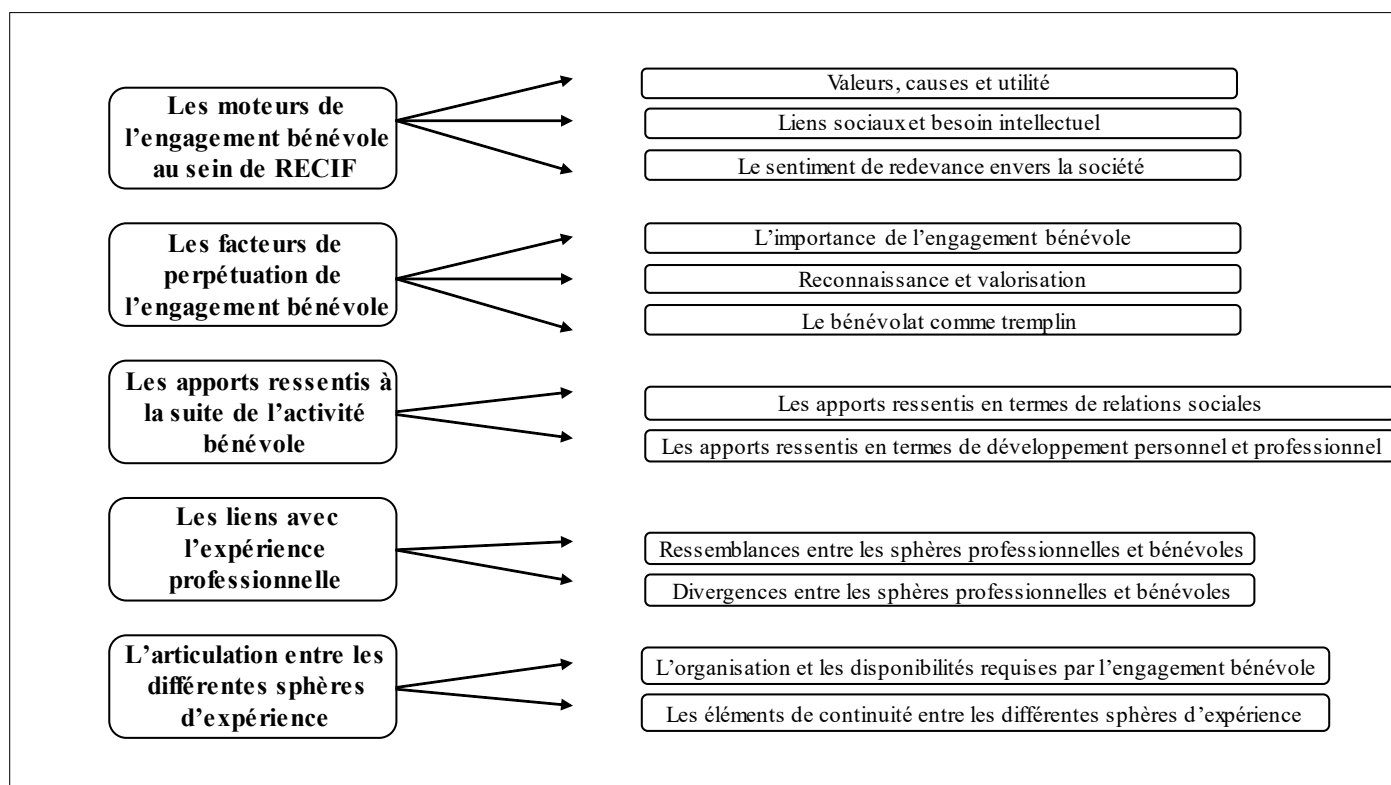 Les moteurs de
l’engagement bénévole
au sein de RECIF
Valeurs, causes et utilité
Liens sociaux et besoin intellectuel
Le sentiment de redevance envers la société
Les facteurs de
perpétuation de
l’engagement bénévole
L’importance de l’engagement bénévole
Reconnaissance et valorisation
Le bénévolat comme tremplin
Les apports ressentis à
la suite de l’activité
bénévole
Les apports ressentis en termes de relations sociales
Les apports ressentis en termes de développement personnel et professionnel
Les liens avec
l’expérience
professionnelle
Ressemblances entre les sphères professionnelles et bénévoles
Divergences entre les sphères professionnelles et bénévoles
L’articulation entre les
différentes sphères
d’expérience
L’organisation et les disponibilités requises par l’engagement bénévole
Les éléments de continuité entre les différentes sphères d’expérience